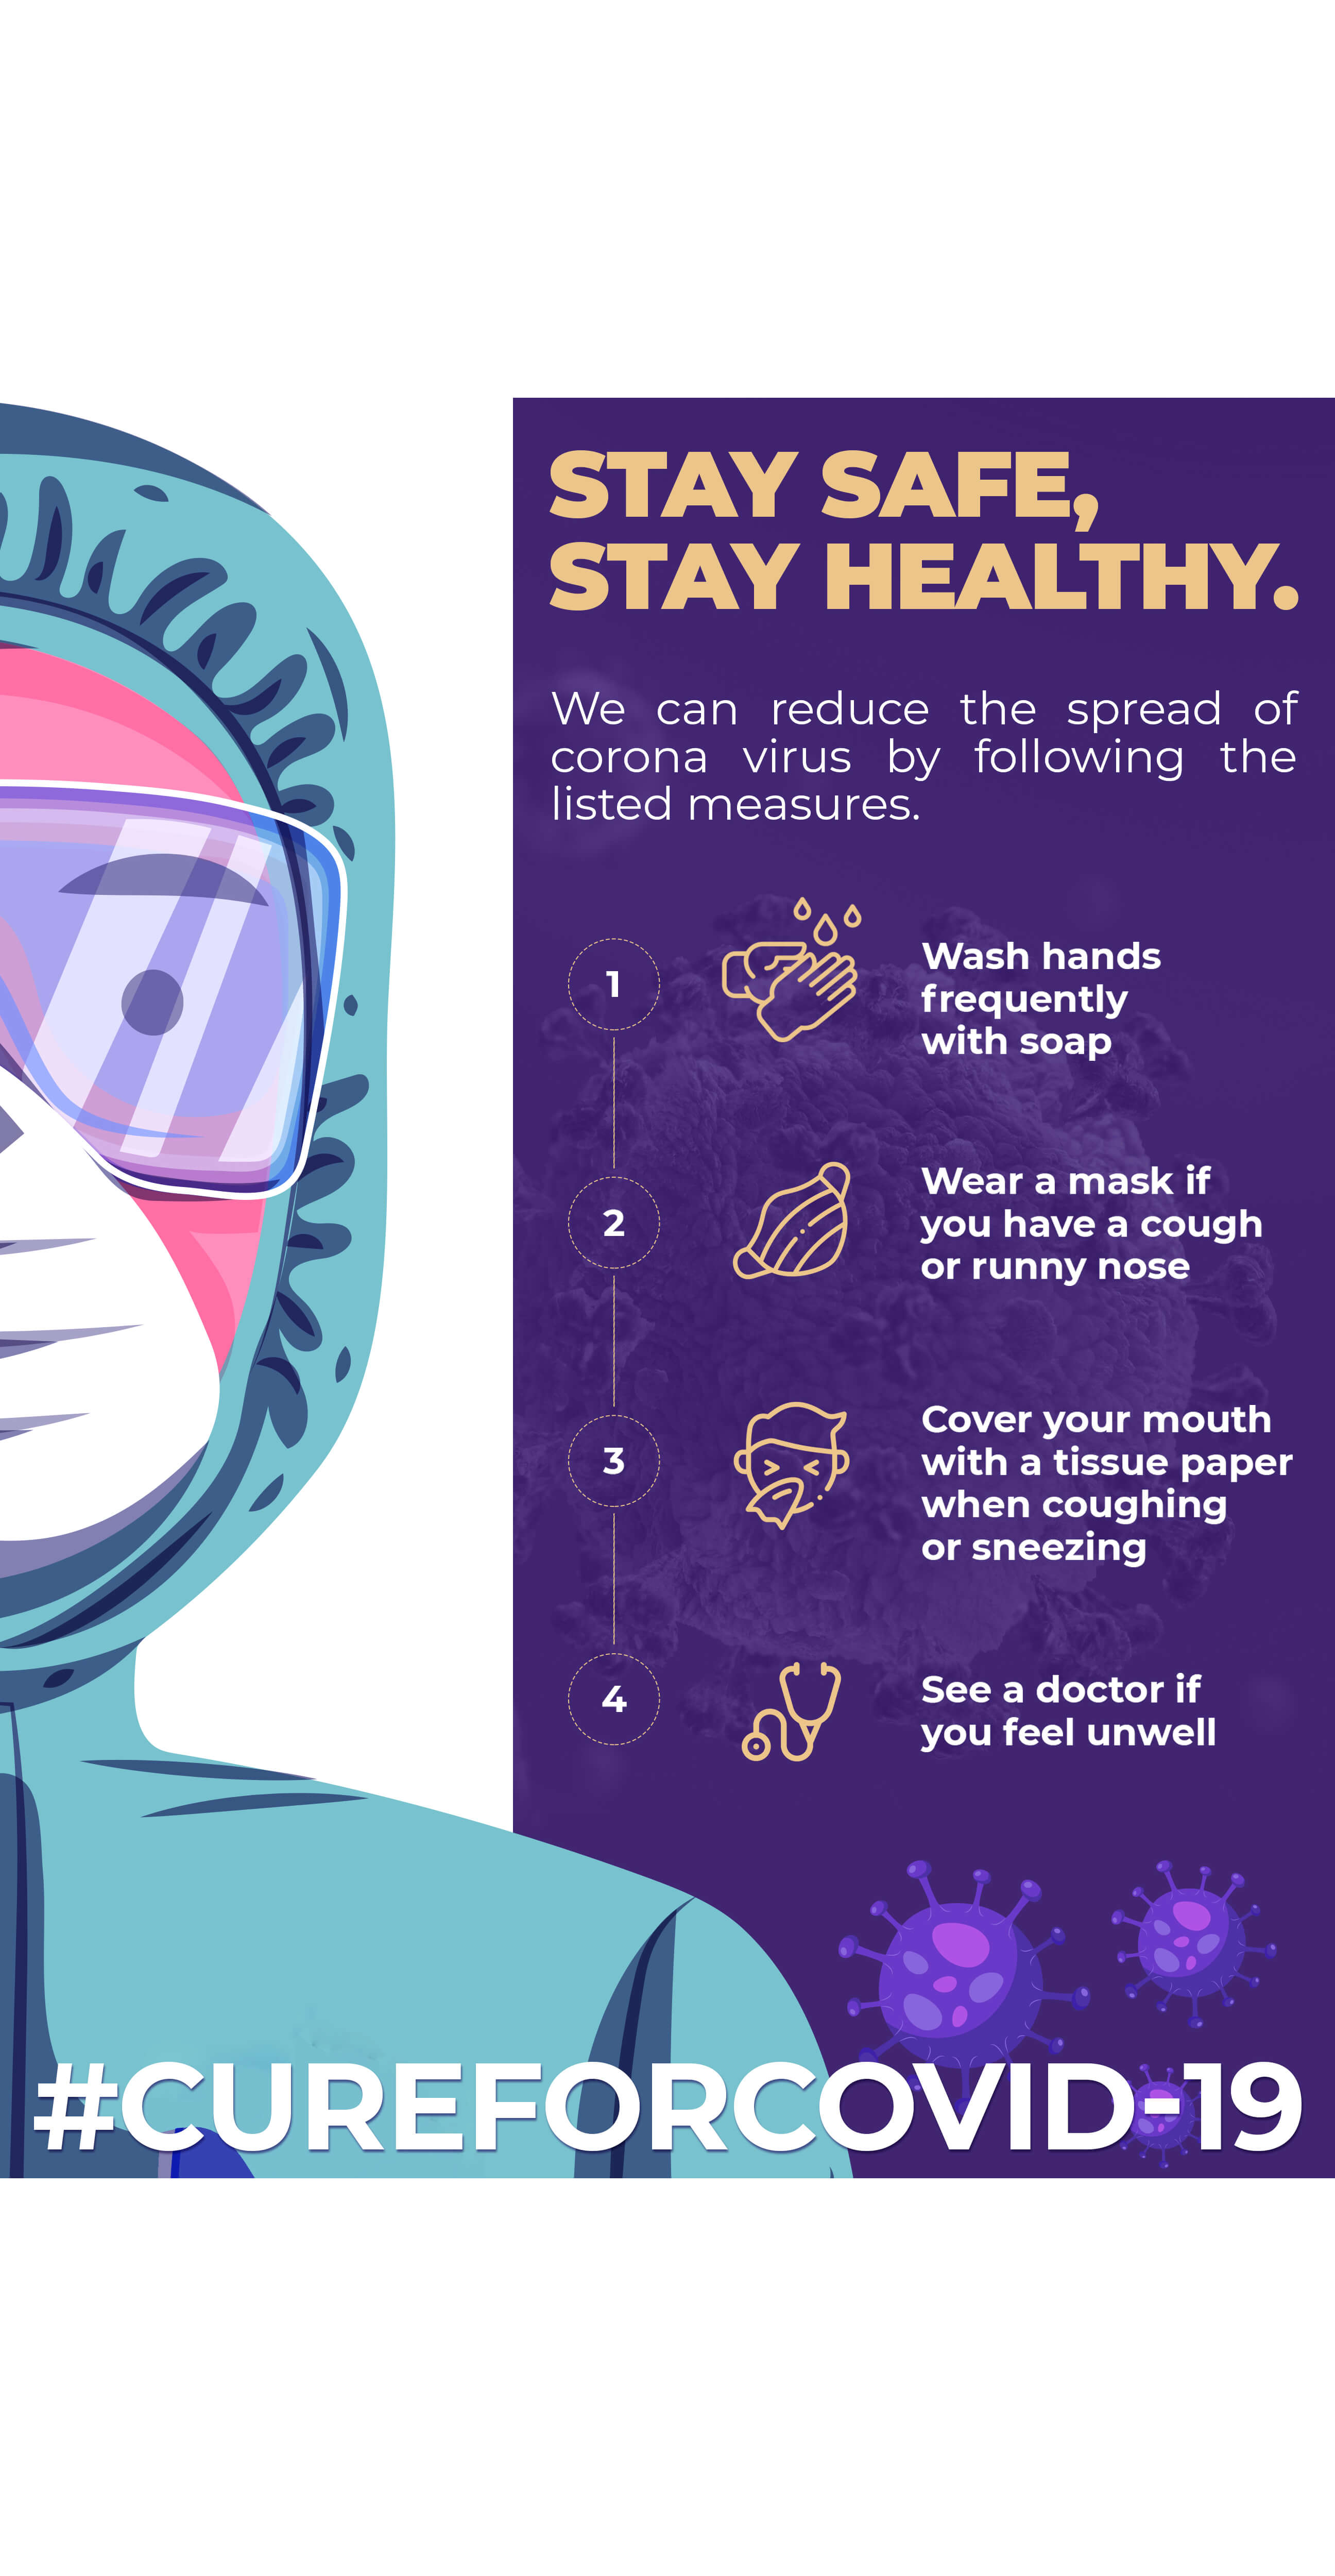 STAY SAFE,
STAY HEALTHY.
We can reduce the spread of
corona virus by following the
listed measures.
1
Wash hands
frequently
with soap
2
Wear a mask if
you have a cough
or runny nose
3
Cover your mouth
with a tissue paper
when coughing
or sneezing
4
See a doctor if
you feel unwell
#CUREFORCOVID-19